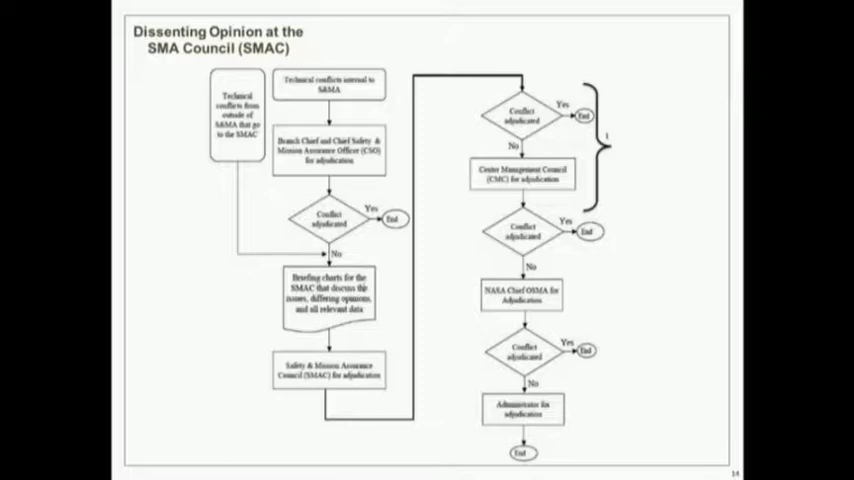 Dissenting Opinion at the
SMA Council (SMAC)
Technical
conflicts from
outside of
S&MA that go
to the SMAC
Technical conflicts internal to
S&MA
Branch Chief and Chief Safety &
Mission Assurance Officer (CSO)
for adjudication
Conflict
adjudicated
Yes
End
No
Briefing charts for the
SMAC that discuss the
issues, differing opinions,
and all relevant data
Safety & Mission Assurance
Council (SMAC) for adjudication
Conflict
adjudicated
Yes
End
No
1
Center Management Council
(CMC) for adjudication
Conflict
adjudicated
Yes
End
No
NASA Chief OSMA for
Adjudication
Conflict
adjudicated
Yes
End
No
Administrator for
adjudication
End
14